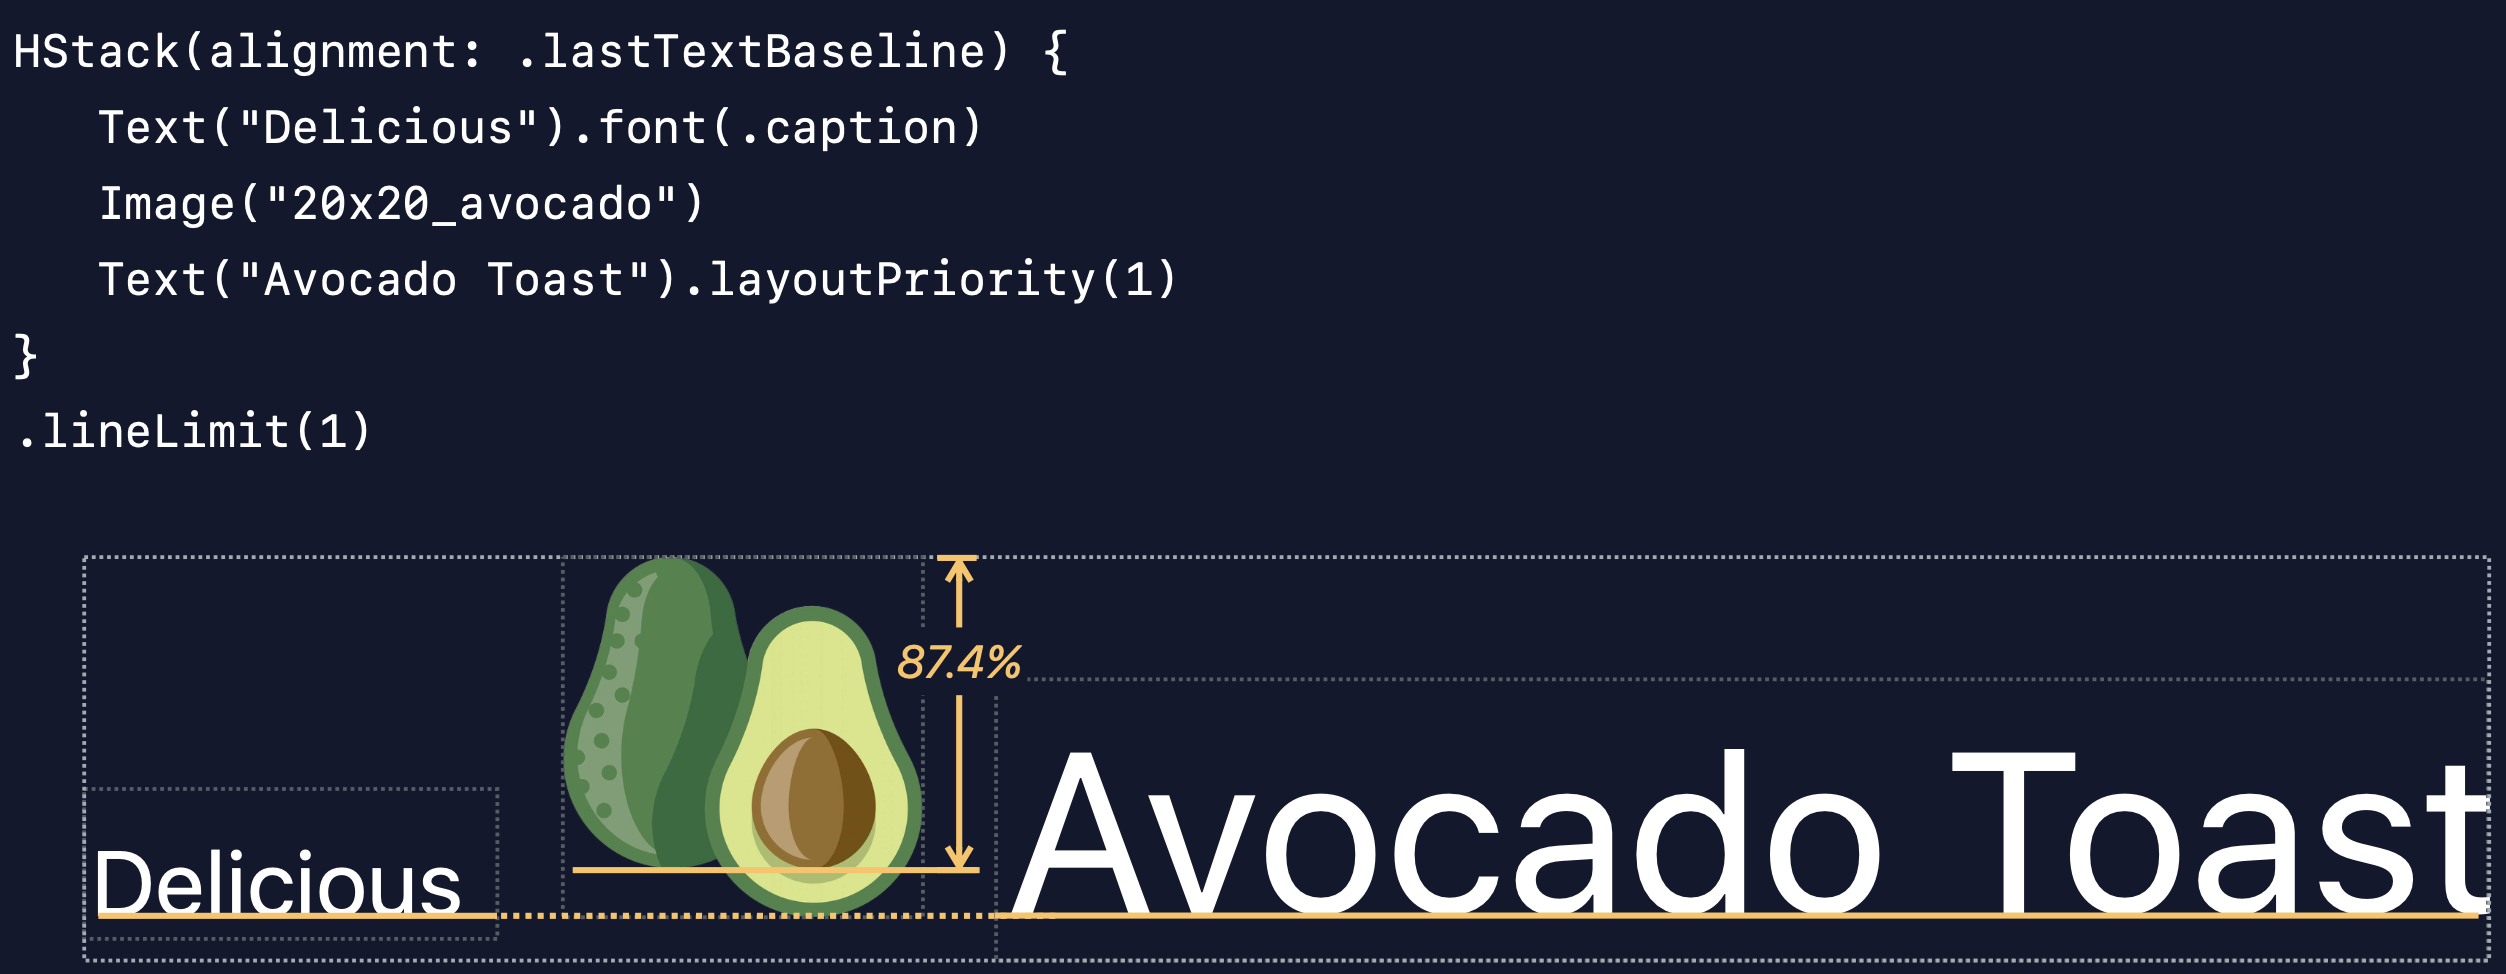 HStack(alignment: .lastTextBaseline) {
    Text("Delicious").font(.caption)
    Image("20x20_avocado")
    Text("Avocado Toast").layoutPriority(1)
}
.lineLimit(1)
87.4%
Delicious
Avocado Toast